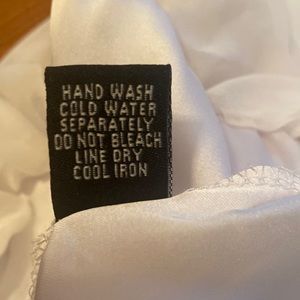 HAND WASH
COLD WATER
SEPARATELY
DO NOT BLEACH
LINE DRY
COOL IRON